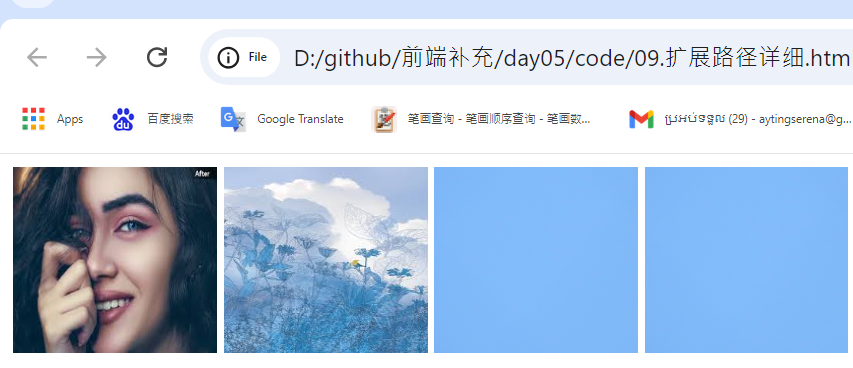 File
D:/github/前端补充/day05/code/09.扩展路径详细.htm
Apps
百度搜索
Google Translate
笔画查询 - 笔画顺序查询 - 笔画数...
ប្រអប់ទទួល (29) - aytingserena@g...
After